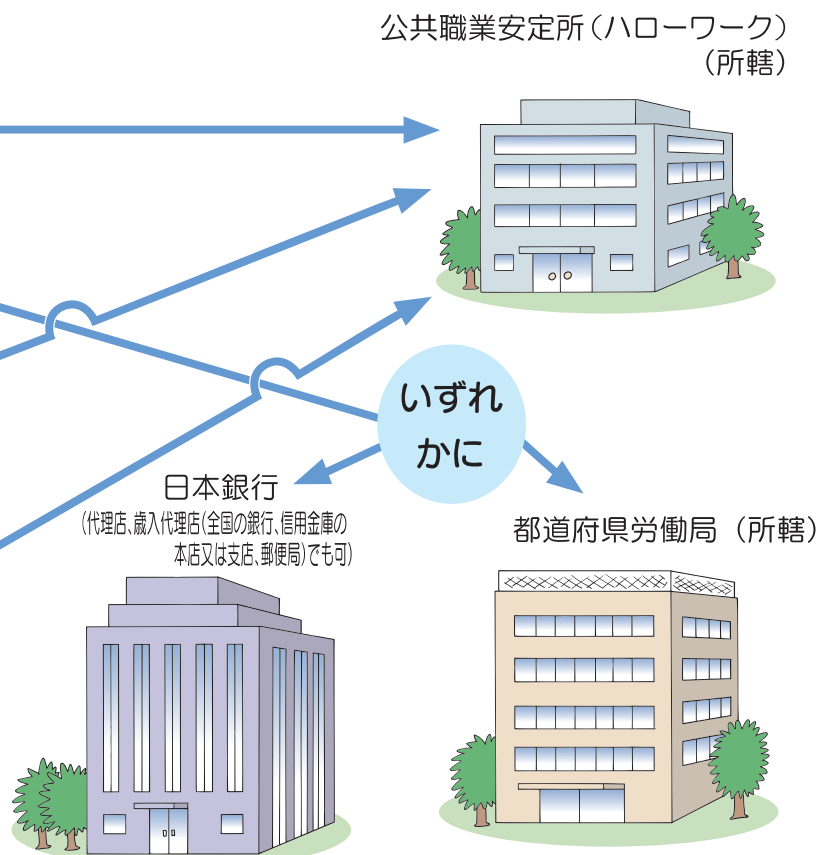 公共職業安定所（ハローワーク）
（所轄）
いずれ
かに
日本銀行
（代理店、歳入代理店（全国の銀行、信用金庫の
本店又は支店、郵便局）でも可）
都道府県労働局（所轄）